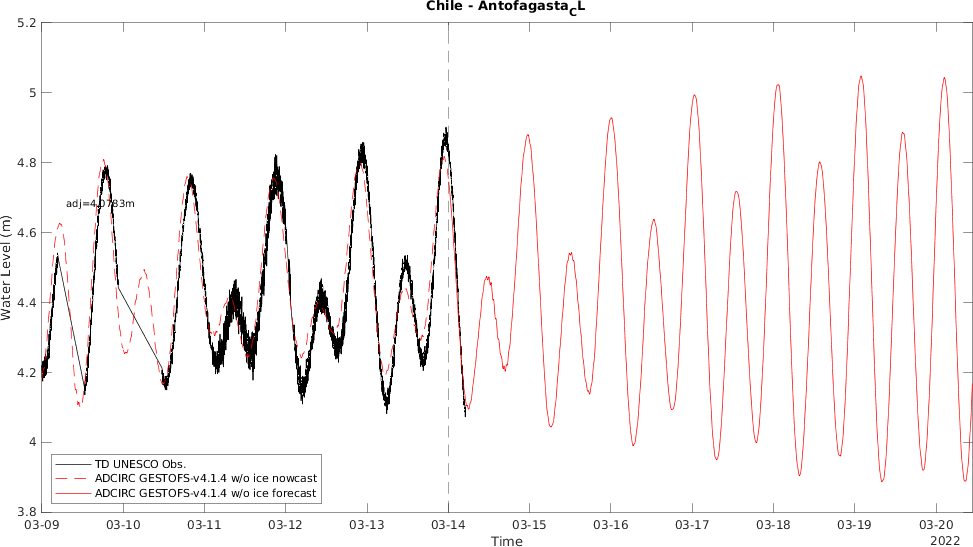 Chile - Antofagasta_CL
5.2
5
4.8
4.6
4.4
4.2
4
3.8
Water Level (m)
adj=4.0783m
TD UNESCO Obs.
ADCIRC GESTOFS-v4.1.4 w/o ice nowcast
ADCIRC GESTOFS-v4.1.4 w/o ice forecast
03-09 03-10 03-11 03-12 03-13 03-14 03-15 03-16 03-17 03-18 03-19 03-20
Time
2022